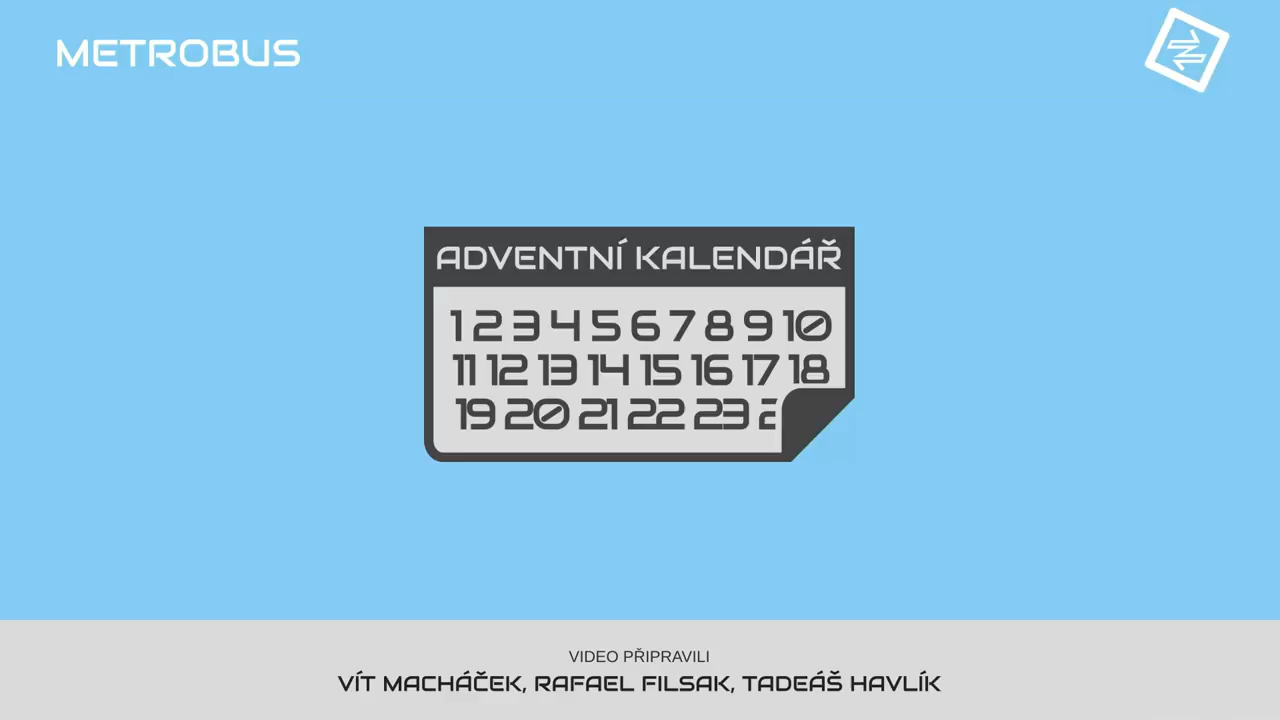 METROBUS
ADVENTNÍ KALENDÁŘ
1 2 3 4 5 6 7 8 9 10
11 12 13 14 15 16 17 18
19 20 21 22 23 2
VIDEO PŘIPRAVILI
VÍT MACHÁČEK, RAFAEL FILSAK, TADEÁŠ HAVLÍK